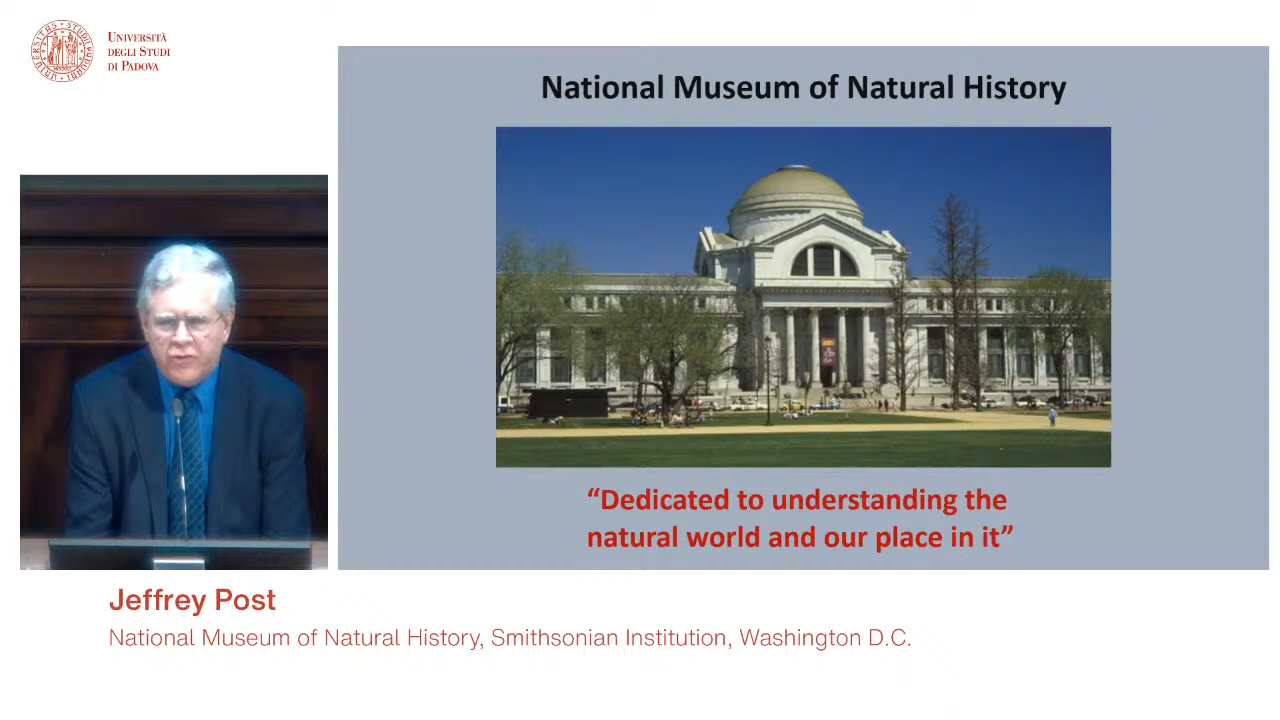 UNIVERSITÀ
DEGLI STUDI
DI PADOVA
National Museum of Natural History
“Dedicated to understanding the
natural world and our place in it”
Jeffrey Post
National Museum of Natural History, Smithsonian Institution, Washington D.C.